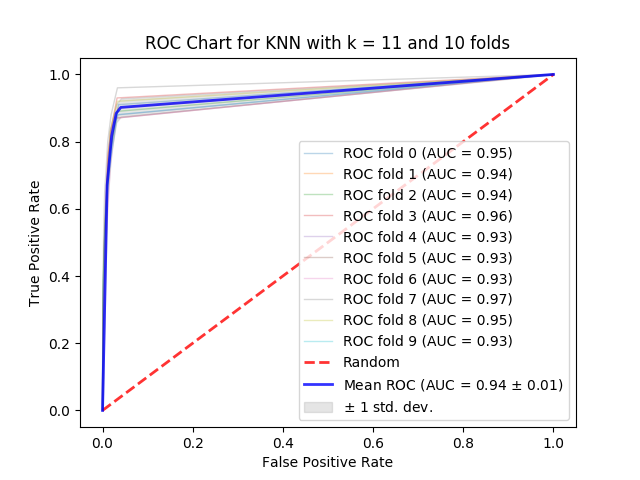 ROC Chart for KNN with k = 11 and 10 folds
True Positive Rate
1.0
0.8
0.6
0.4
0.2
0.0
ROC fold 0 (AUC = 0.95)
ROC fold 1 (AUC = 0.94)
ROC fold 2 (AUC = 0.94)
ROC fold 3 (AUC = 0.96)
ROC fold 4 (AUC = 0.93)
ROC fold 5 (AUC = 0.93)
ROC fold 6 (AUC = 0.93)
ROC fold 7 (AUC = 0.97)
ROC fold 8 (AUC = 0.95)
ROC fold 9 (AUC = 0.93)
Random
Mean ROC (AUC = 0.94 ± 0.01)
± 1 std. dev.
0.0 0.2 0.4 0.6 0.8 1.0
False Positive Rate